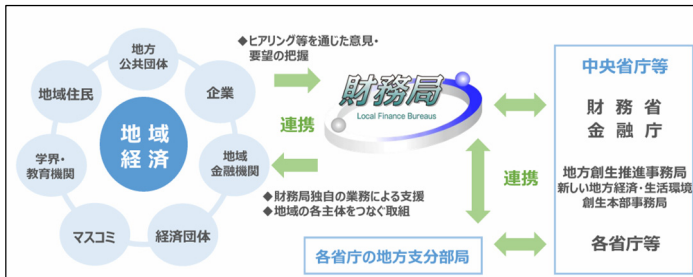 地方
公共団体
地域住民
企業
地域
経済
学界・
教育機関
地域
金融機関
マスコミ
経済団体
◆ヒアリング等を通じた意見・
要望の把握
連携
◆財務局独自の業務による支援
◆地域の各主体をつなぐ取組
財務局
Local Finance Bureaus
各省庁の地方支分部局
連携
中央省庁等
財務省
金融庁
地方創生推進事務局
新しい地方経済・生活環境
創生本部事務局
各省庁等